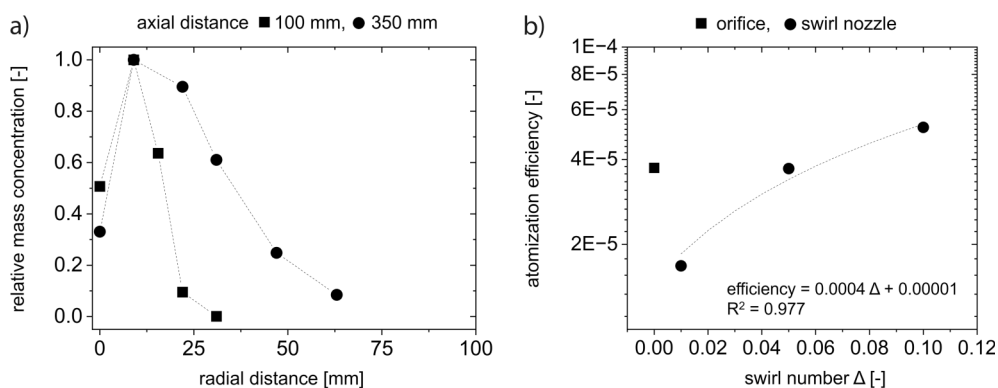 a)
axial distance ■ 100 mm, ● 350 mm
relative mass concentration [-]
1.0
0.8
0.6
0.4
0.2
0.0
0 25 50 75 100
radial distance [mm]
b)
■ orifice, ● swirl nozzle
atomization efficiency [-]
1E-4
8E-5
6E-5
4E-5
2E-5
efficiency = 0.0004 Δ + 0.00001
R² = 0.977
0.00 0.02 0.04 0.06 0.08 0.10 0.12
swirl number Δ [-]